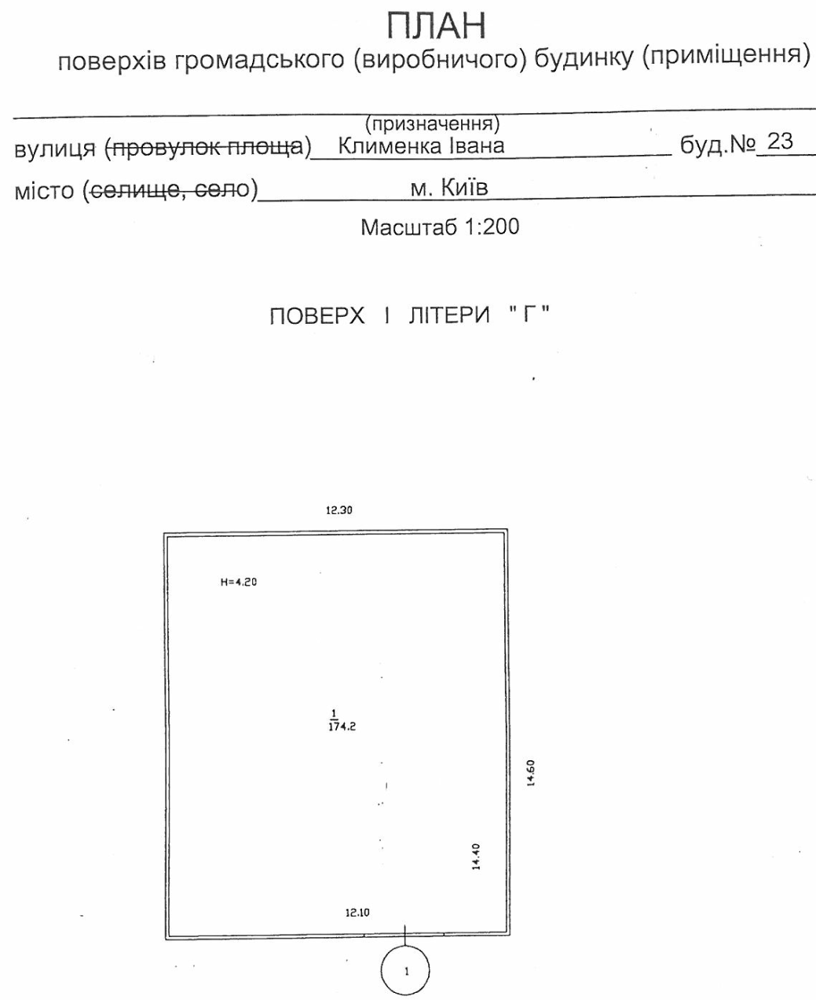 ПЛАН
поверхів громадського (виробничого) будинку (приміщення)
(призначення)
вулиця (провулок площа) Клименка Івана буд.№ 23
місто (селище, село) м. Київ
Масштаб 1:200
ПОВЕРХ І ЛІТЕРИ "Г"
12.30
H=4.20
1
174.2
14.60
14.40
12.10
1